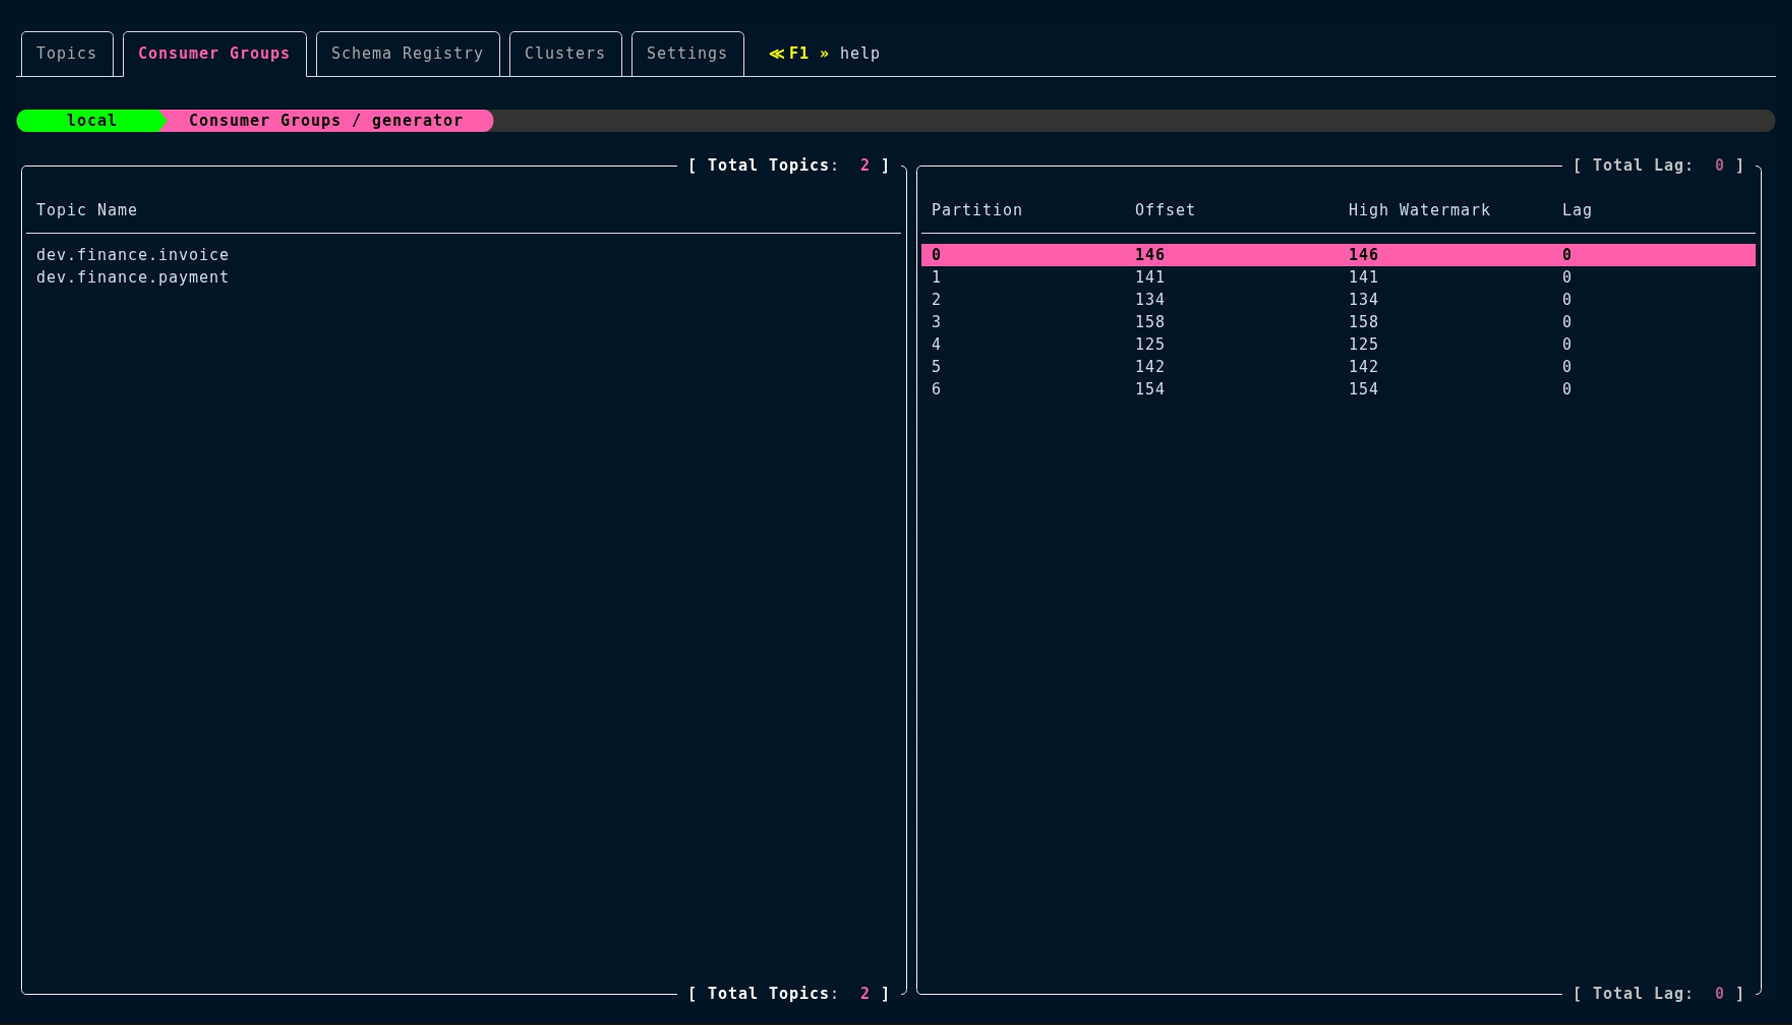 Topics Consumer Groups Schema Registry Clusters Settings ≪ F1 » help
local Consumer Groups / generator
[ Total Topics: 2 ]
Topic Name
dev.finance.invoice
dev.finance.payment
[ Total Topics: 2 ]
[ Total Lag: 0 ]
Partition Offset High Watermark Lag
0 146 146 0
1 141 141 0
2 134 134 0
3 158 158 0
4 125 125 0
5 142 142 0
6 154 154 0
[ Total Lag: 0 ]